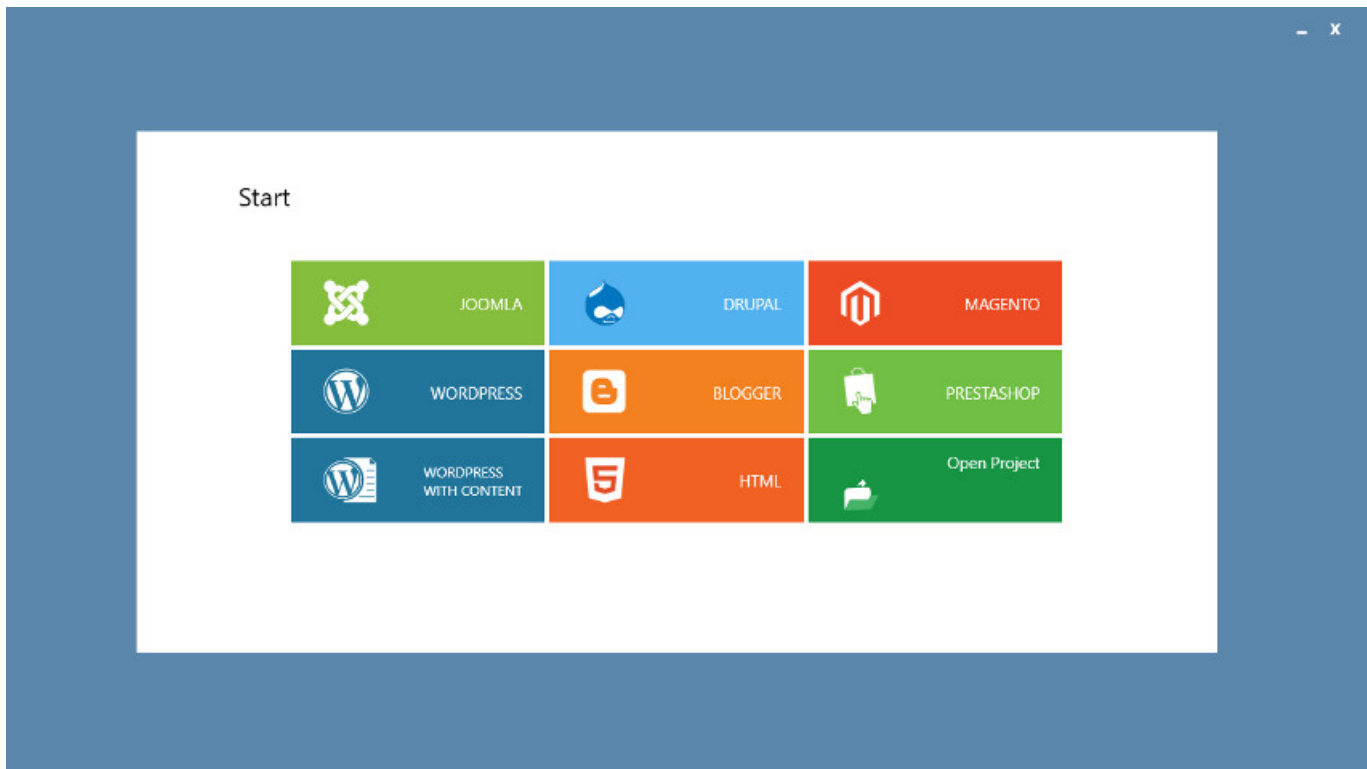 Start
JOOMLA
DRUPAL
MAGENTO
WORDPRESS
BLOGGER
PRESTASHOP
WORDPRESS
WITH CONTENT
HTML
Open Project